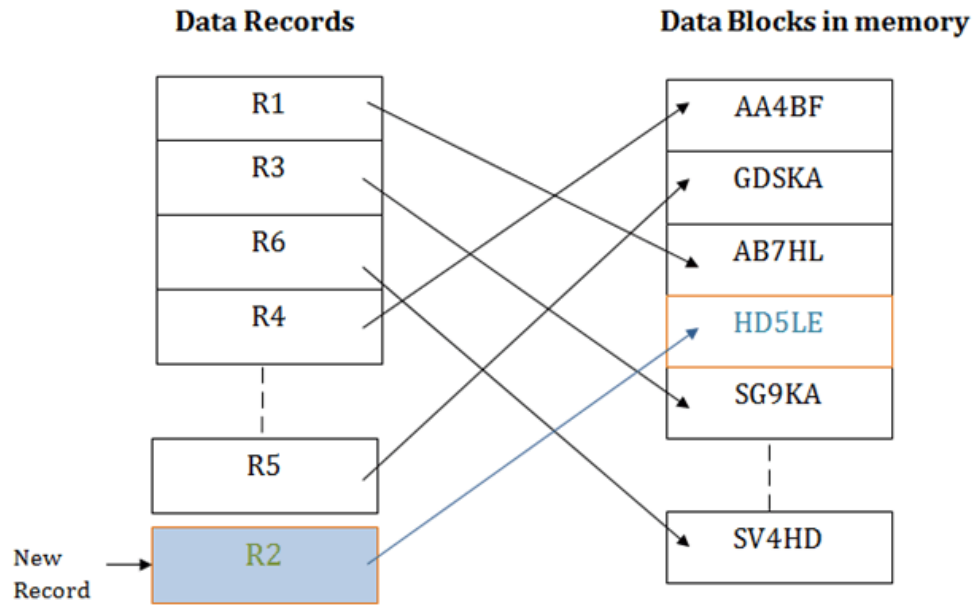 Data Records
Data Blocks in memory
R1
R3
R6
R4
R5
R2
New
Record
AA4BF
GDSKA
AB7HL
HD5LE
SG9KA
SV4HD